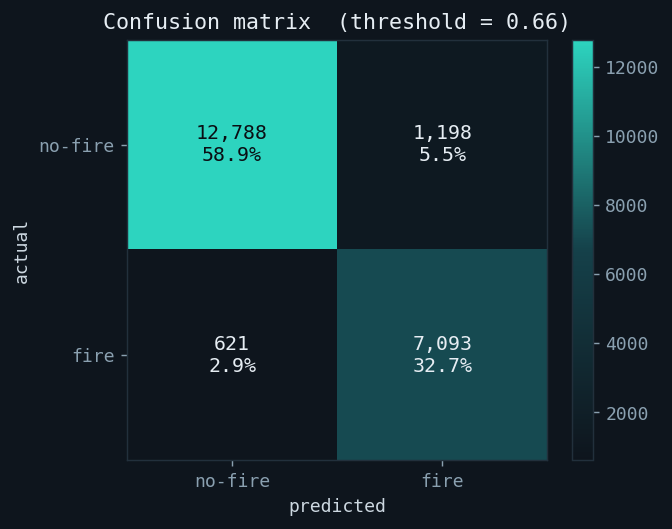 Confusion matrix  (threshold = 0.66)
12,788
58.9%
1,198
5.5%
621
2.9%
7,093
32.7%
no-fire
fire
actual
no-fire
fire
predicted
12000
10000
8000
6000
4000
2000